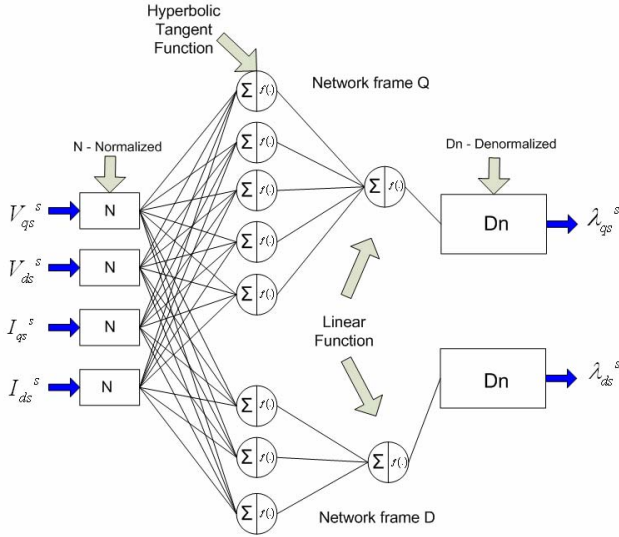 Hyperbolic
Tangent
Function
Network frame Q
N - Normalized
Dn - Denormalized
Σ f(·)
Σ f(·)
Σ f(·)
Σ f(·)
Σ f(·)
Σ f(·)
V_qs^s N
V_ds^s N
I_qs^s N
I_ds^s N
Dn λ_qs^s
Linear
Function
Dn λ_ds^s
Σ f(·)
Σ f(·)
Σ f(·)
Σ f(·)
Network frame D